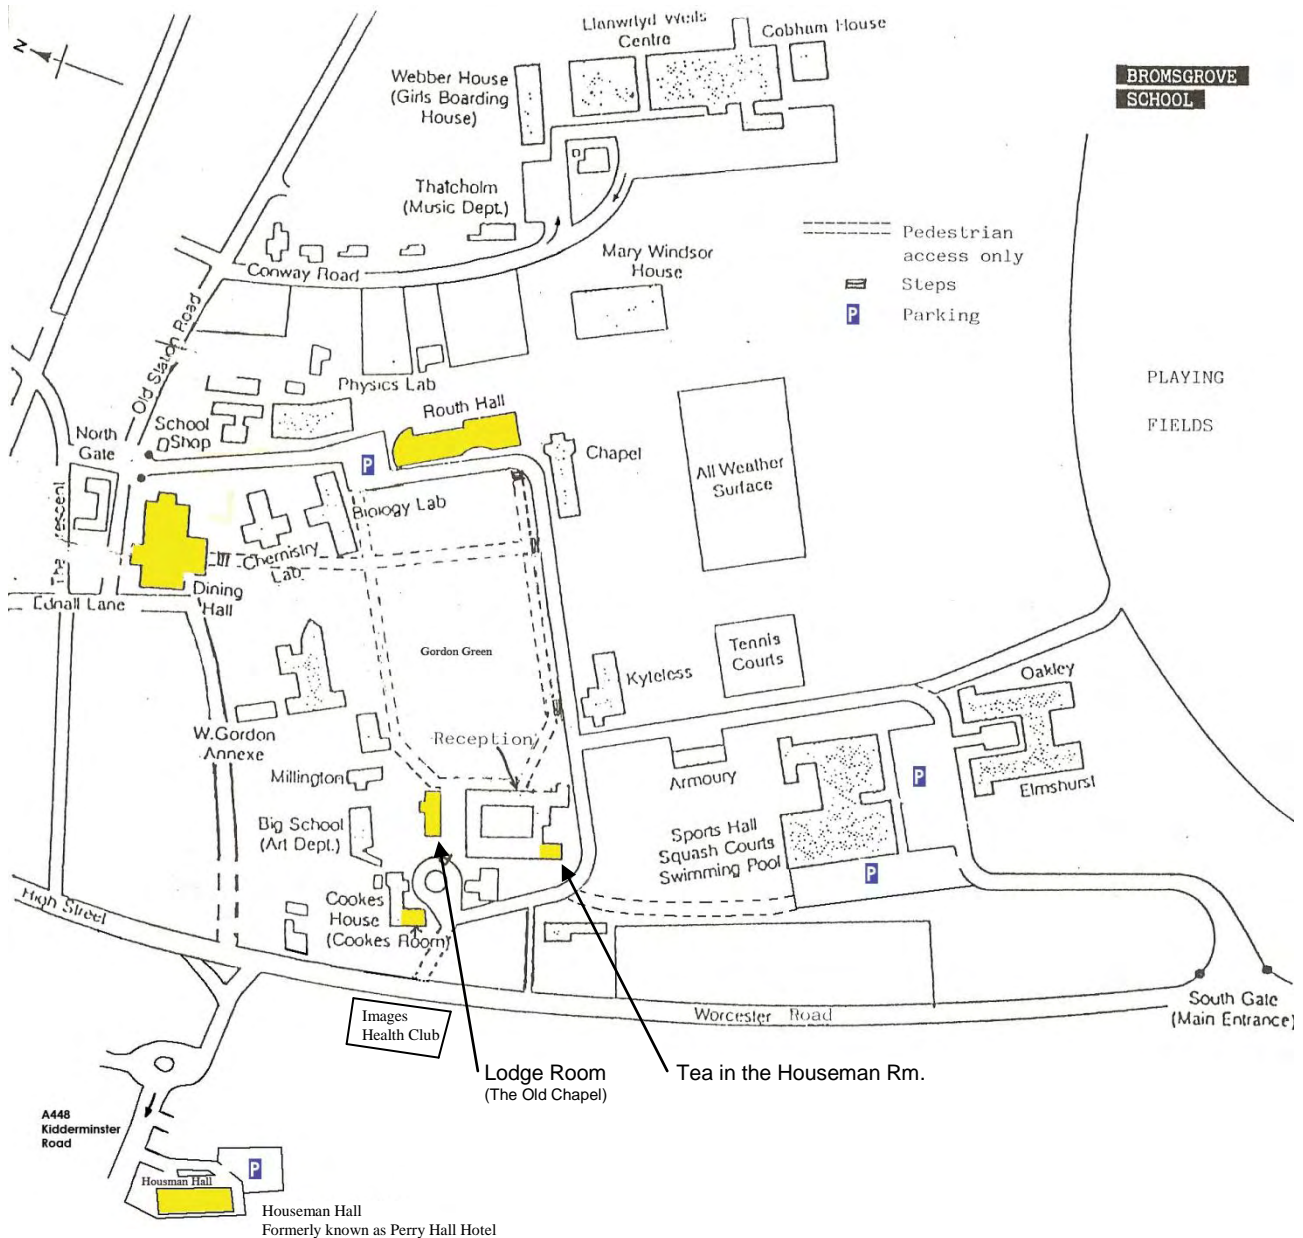 N
Llanwrtyd Wells
Centre
Cobham House
BROMSGROVE
SCHOOL
Webber House
(Girls Boarding
House)
Thatcholm
(Music Dept.)
Mary Windsor
House
Pedestrian
access only
Steps
P Parking
Conway Road
Old Station Road
PLAYING
FIELDS
Physics Lab
School
Shop
Routh Hall
North
Gate
P
Chapel
All Weather
Surface
Biology Lab
Chemistry
Lab.
The Crescent
Dining
Hall
Ednall Lane
Gordon Green
Kyteless
Tennis
Courts
Oakley
W.Gordon
Annexe
Reception
Millington
Armoury
P
Elmshurst
Big School
(Art Dept.)
Sports Hall
Squash Courts
Swimming Pool
P
High Street
Cookes
House
(Cookes Room)
South Gate
(Main Entrance)
Worcester Road
Images
Health Club
Lodge Room
(The Old Chapel)
Tea in the Houseman Rm.
A448
Kidderminster
Road
P
Housman Hall
Houseman Hall
Formerly known as Perry Hall Hotel